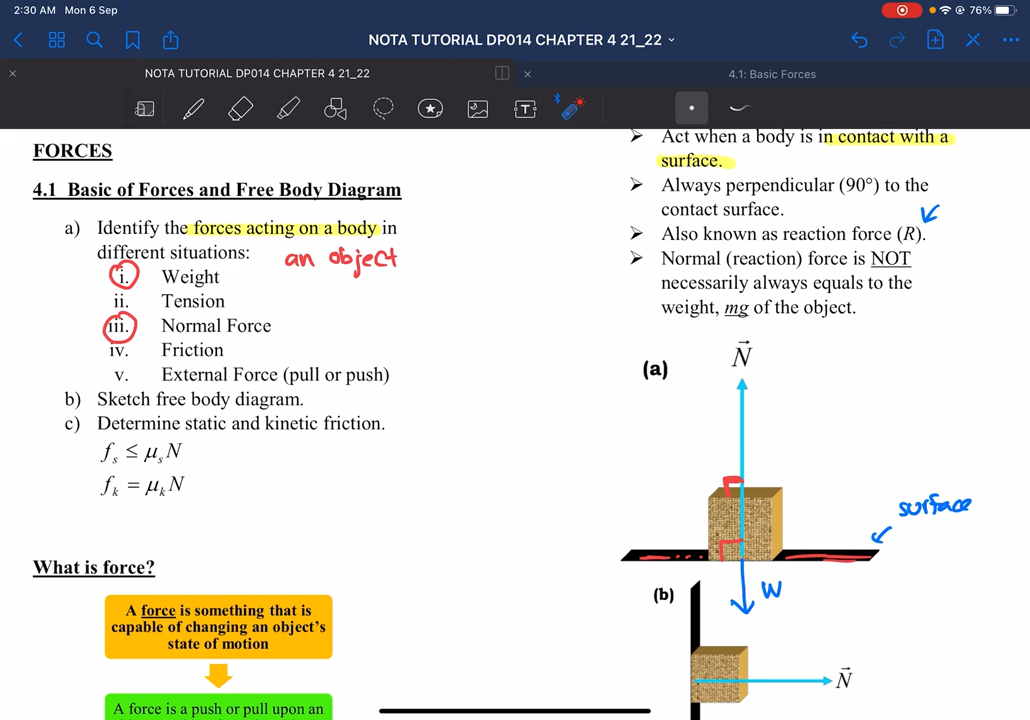 2:30 AM Mon 6 Sep
76%
NOTA TUTORIAL DP014 CHAPTER 4 21_22
NOTA TUTORIAL DP014 CHAPTER 4 21_22
4.1: Basic Forces
FORCES
4.1 Basic of Forces and Free Body Diagram
a) Identify the forces acting on a body in
different situations:
an object
i. Weight
ii. Tension
iii. Normal Force
iv. Friction
v. External Force (pull or push)
b) Sketch free body diagram.
c) Determine static and kinetic friction.
fₛ ≤ μₛN
fₖ = μₖN
What is force?
A force is something that is
capable of changing an object's
state of motion
A force is a push or pull upon an
➢ Act when a body is in contact with a
surface.
➢ Always perpendicular (90°) to the
contact surface.
➢ Also known as reaction force (R).
➢ Normal (reaction) force is NOT
necessarily always equals to the
weight, mg of the object.
(a)
N⃗
surface
W
(b)
N⃗